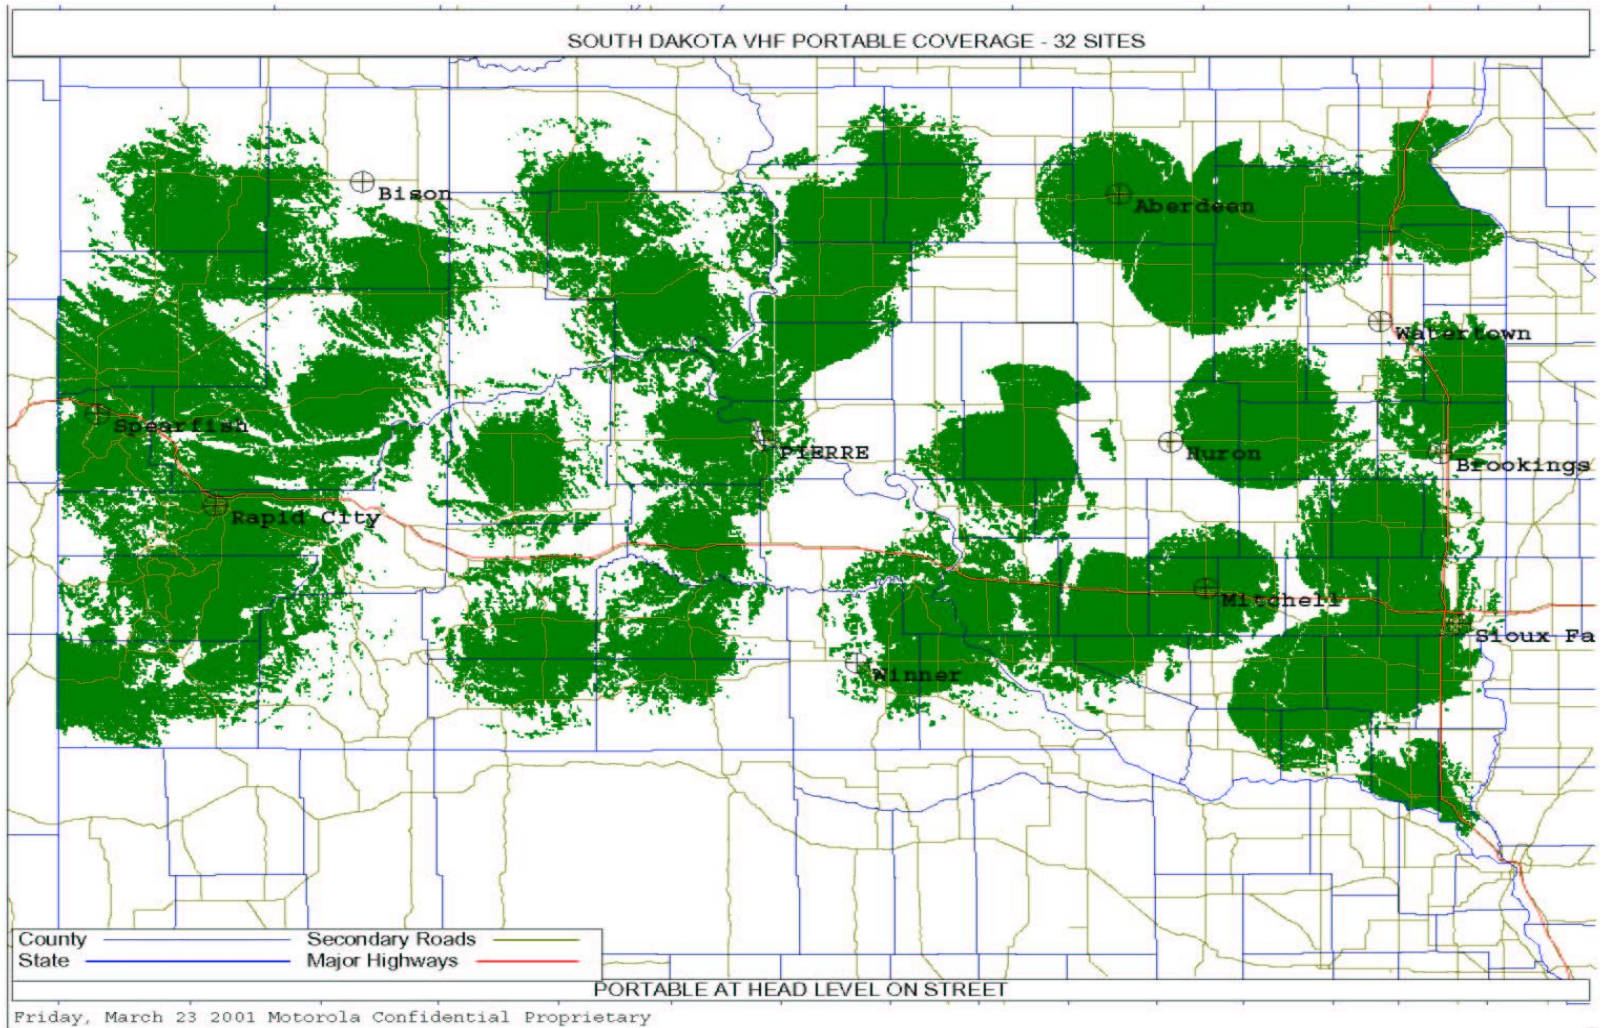 SOUTH DAKOTA VHF PORTABLE COVERAGE - 32 SITES
Bison
Aberdeen
Watertown
Spearfish
PIERRE
Huron
Brookings
Rapid City
Mitchell
Sioux Fa
Winner
County
Secondary Roads
State
Major Highways
PORTABLE AT HEAD LEVEL ON STREET
Friday, March 23 2001 Motorola Confidential Proprietary